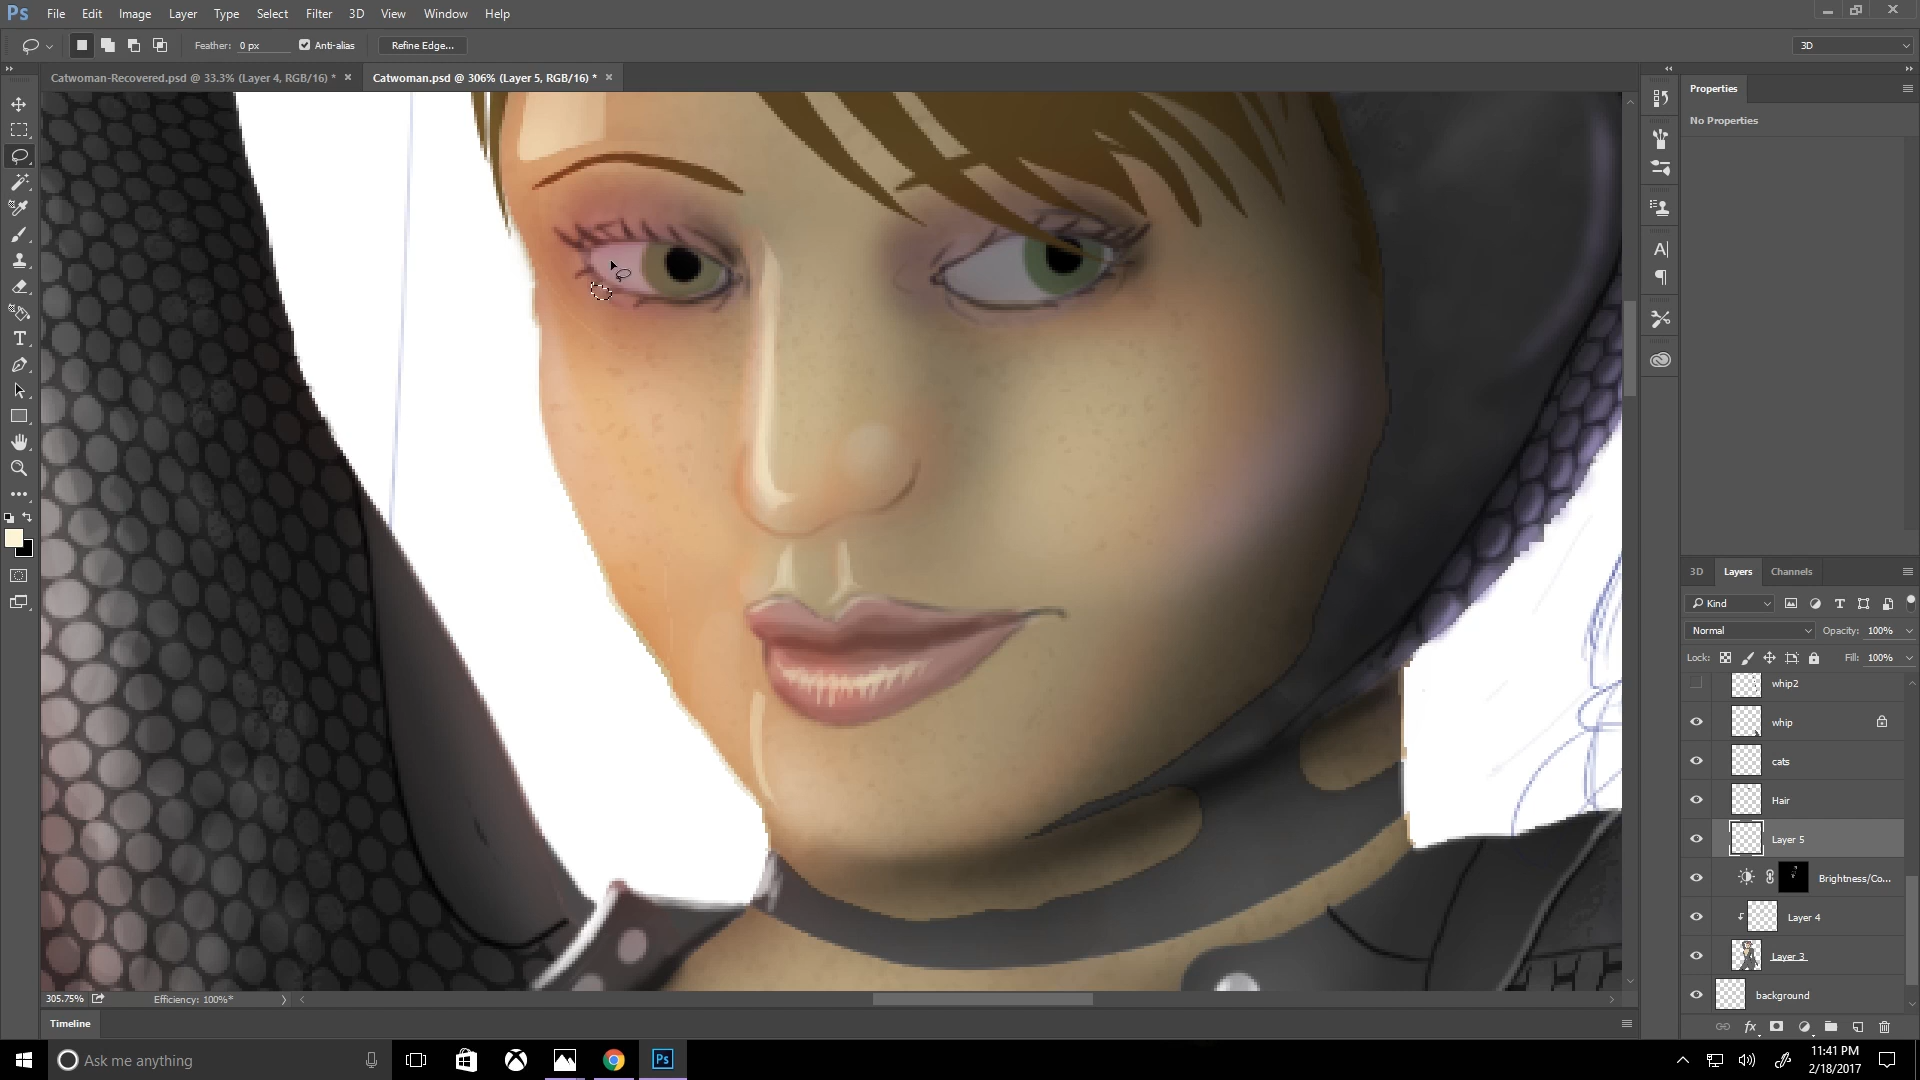 Ps File Edit Image Layer Type Select Filter 3D View Window Help
Feather: 0 px Anti-alias Refine Edge... 3D
Catwoman-Recovered.psd @ 33.3% (Layer 4, RGB/16) * × Catwoman.psd @ 306% (Layer 5, RGB/16) * ×
Properties
No Properties
3D Layers Channels
Kind
Normal Opacity: 100%
Lock: Fill: 100%
whip2
whip
cats
Hair
Layer 5
Brightness/Co...
Layer 4
Layer 3
background
305.75% Efficiency: 100%*
Timeline
Ask me anything
Ps
11:41 PM
2/18/2017